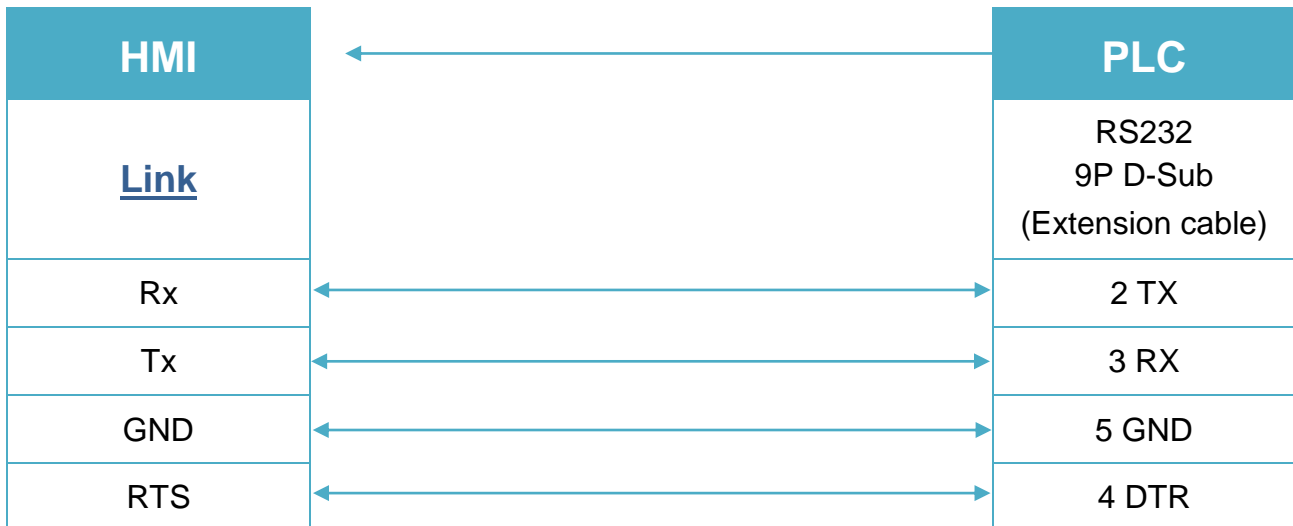 HMI PLC
Link
RS232
9P D-Sub
(Extension cable)
Rx 2 TX
Tx 3 RX
GND 5 GND
RTS 4 DTR